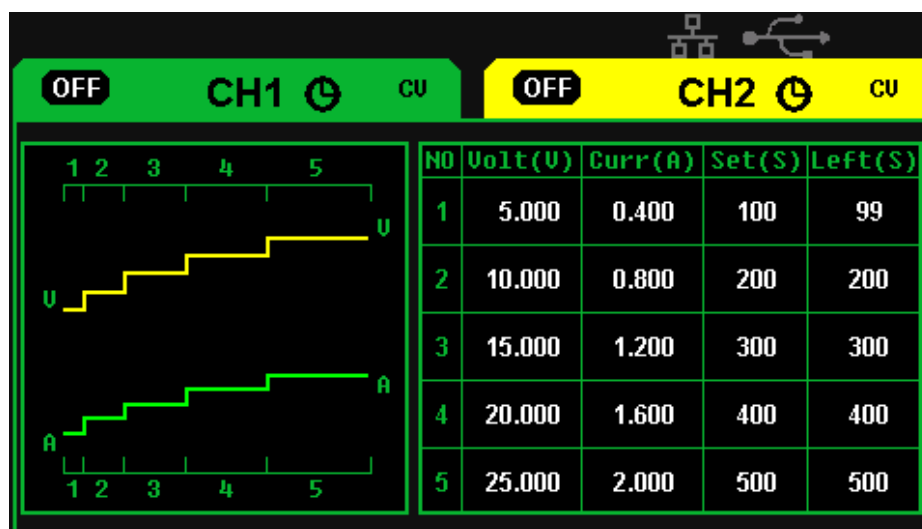 OFF CH1 CV OFF CH2 CV
1 2 3 4 5
V
V
A
A
1 2 3 4 5
NO Volt(V) Curr(A) Set(S) Left(S)
1 5.000 0.400 100 99
2 10.000 0.800 200 200
3 15.000 1.200 300 300
4 20.000 1.600 400 400
5 25.000 2.000 500 500